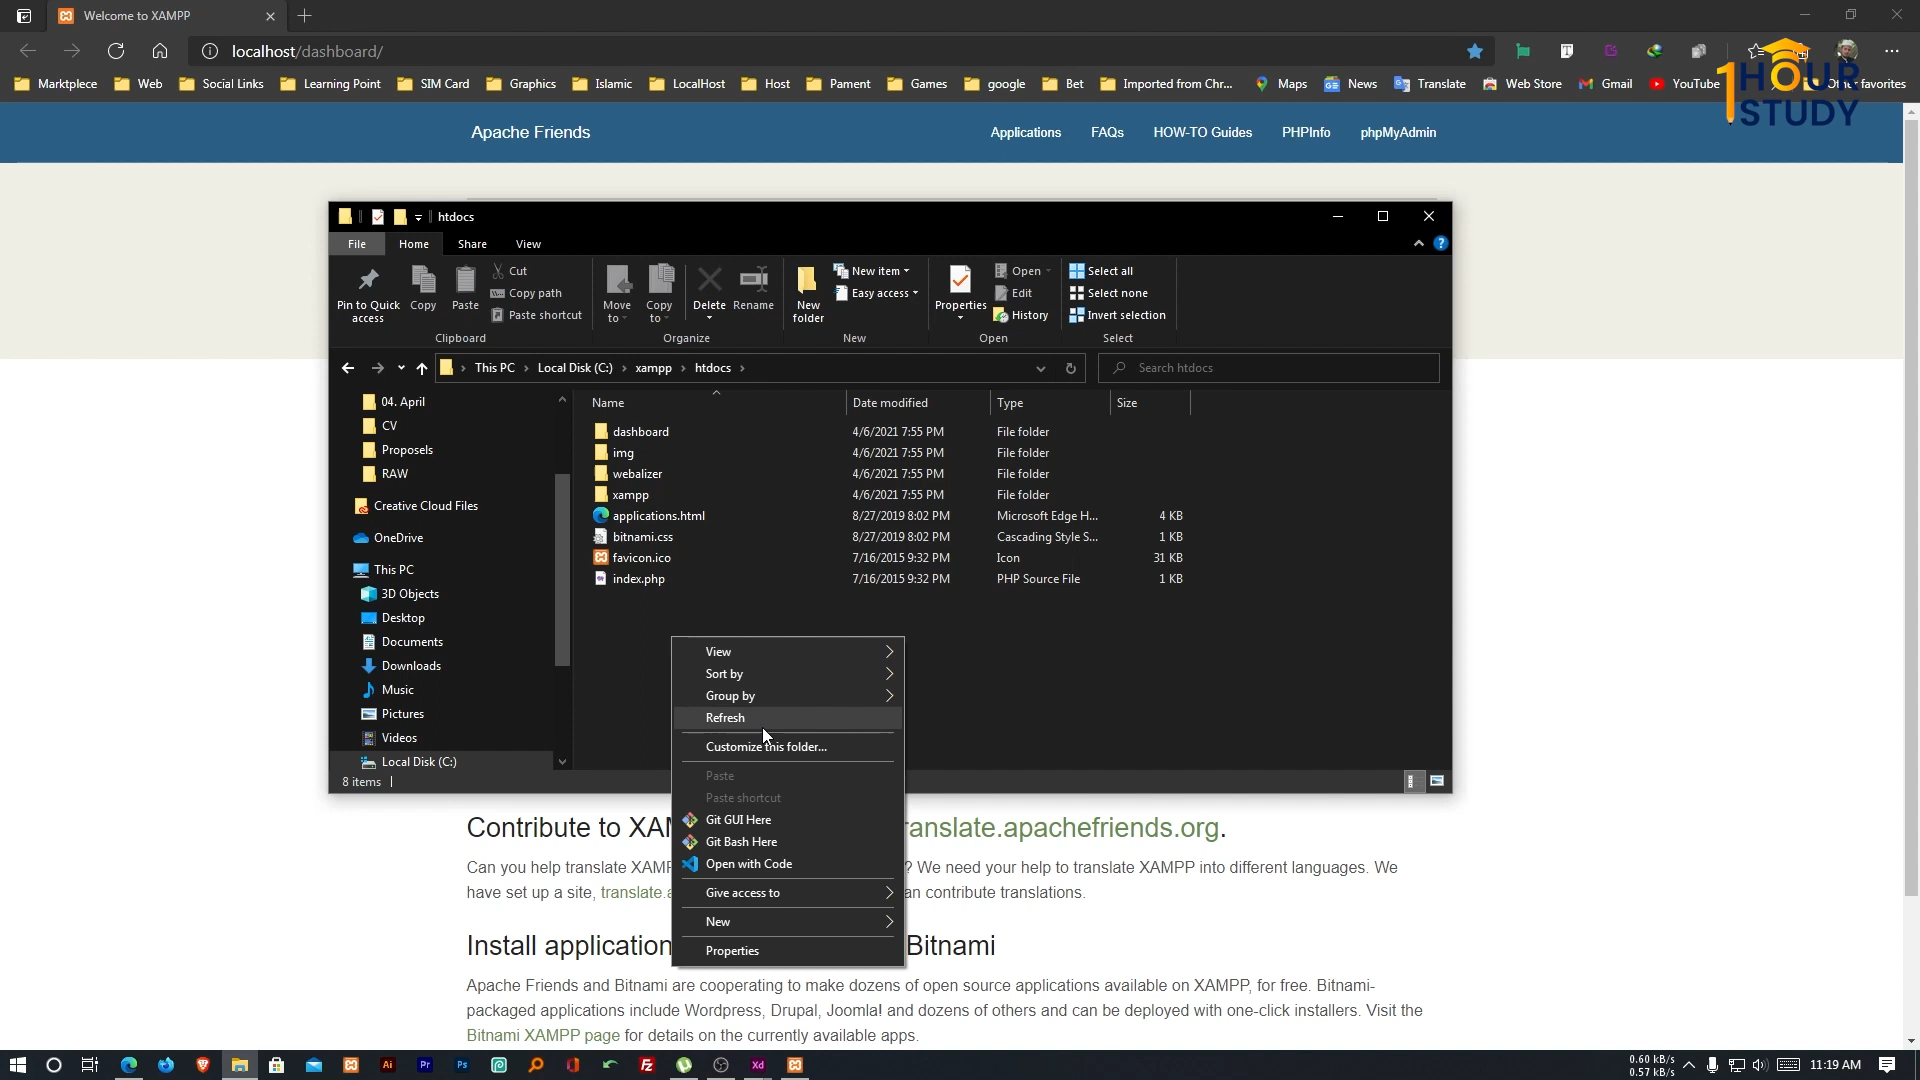 Welcome to XAMPP
localhost/dashboard/
Marktplece
Web
Social Links
Learning Point
SIM Card
Graphics
Islamic
LocalHost
Host
Pament
Games
google
Bet
Imported from Chr...
Maps
News
Translate
Web Store
Gmail
YouTube
Other favorites
1HOUR
STUDY
Apache Friends
Applications
FAQs
HOW-TO Guides
PHPInfo
phpMyAdmin
htdocs
File
Home
Share
View
Pin to Quick
access
Copy
Paste
Cut
Copy path
Paste shortcut
Clipboard
Move
to
Copy
to
Delete
Rename
Organize
New
folder
New item
Easy access
New
Properties
Open
Edit
History
Open
Select all
Select none
Invert selection
Select
This PC > Local Disk (C:) > xampp > htdocs >
Search htdocs
04. April
CV
Proposels
RAW
Creative Cloud Files
OneDrive
This PC
3D Objects
Desktop
Documents
Downloads
Music
Pictures
Videos
Local Disk (C:)
Name Date modified Type Size
dashboard 4/6/2021 7:55 PM File folder
img 4/6/2021 7:55 PM File folder
webalizer 4/6/2021 7:55 PM File folder
xampp 4/6/2021 7:55 PM File folder
applications.html 8/27/2019 8:02 PM Microsoft Edge H... 4 KB
bitnami.css 8/27/2019 8:02 PM Cascading Style S... 1 KB
favicon.ico 7/16/2015 9:32 PM Icon 31 KB
index.php 7/16/2015 9:32 PM PHP Source File 1 KB
8 items
View
Sort by
Group by
Refresh
Customize this folder...
Paste
Paste shortcut
Git GUI Here
Git Bash Here
Open with Code
Give access to
New
Properties
Contribute to XAM anslate.apachefriends.org.
Can you help translate XAMP ? We need your help to translate XAMPP into different languages. We
have set up a site, translate.a an contribute translations.
Install application Bitnami
Apache Friends and Bitnami are cooperating to make dozens of open source applications available on XAMPP, for free. Bitnami-
packaged applications include Wordpress, Drupal, Joomla! and dozens of others and can be deployed with one-click installers. Visit the
Bitnami XAMPP page for details on the currently available apps.
Ai
Pr
Ps
Fz
Xd
0.60 kB/s
0.57 kB/s
11:19 AM